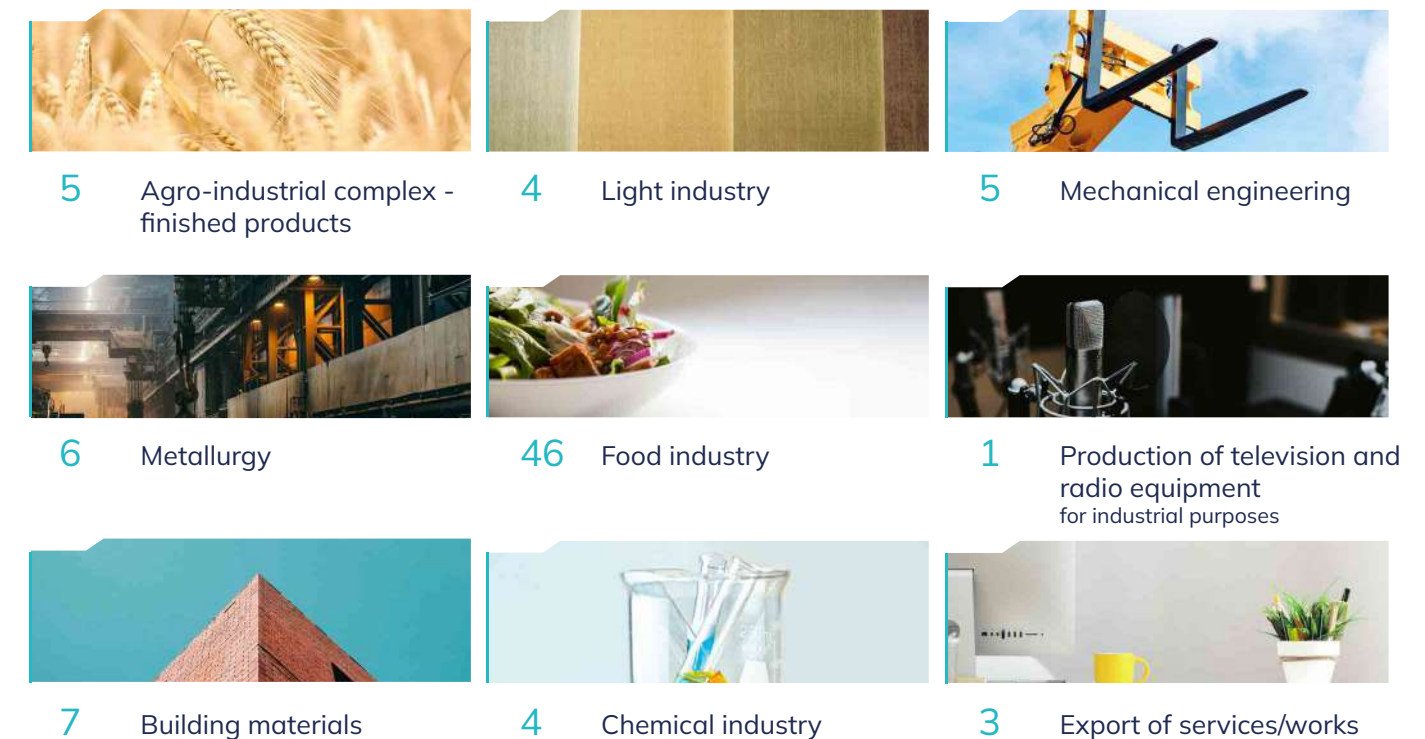 5 Agro-industrial complex -
finished products
4 Light industry
5 Mechanical engineering
6 Metallurgy
46 Food industry
1 Production of television and
radio equipment
for industrial purposes
7 Building materials
4 Chemical industry
3 Export of services/works